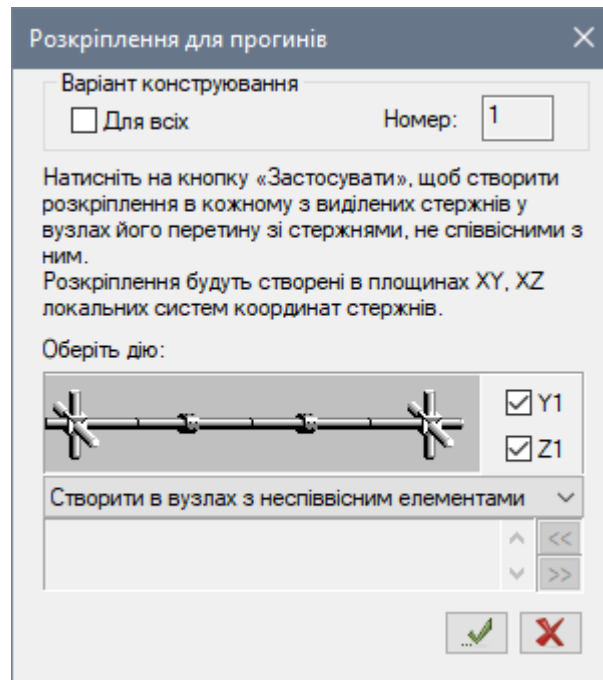 Розкріплення для прогинів
Варіант конструювання
Для всіх
Номер: 1
Натисніть на кнопку «Застосувати», щоб створити
розкріплення в кожному з виділених стержнів у
вузлах його перетину зі стержнями, не співвісними з
ним.
Розкріплення будуть створені в площинах XY, XZ
локальних систем координат стержнів.
Оберіть дію:
Y1
Z1
Створити в вузлах з неспіввісним елементами
<<
>>